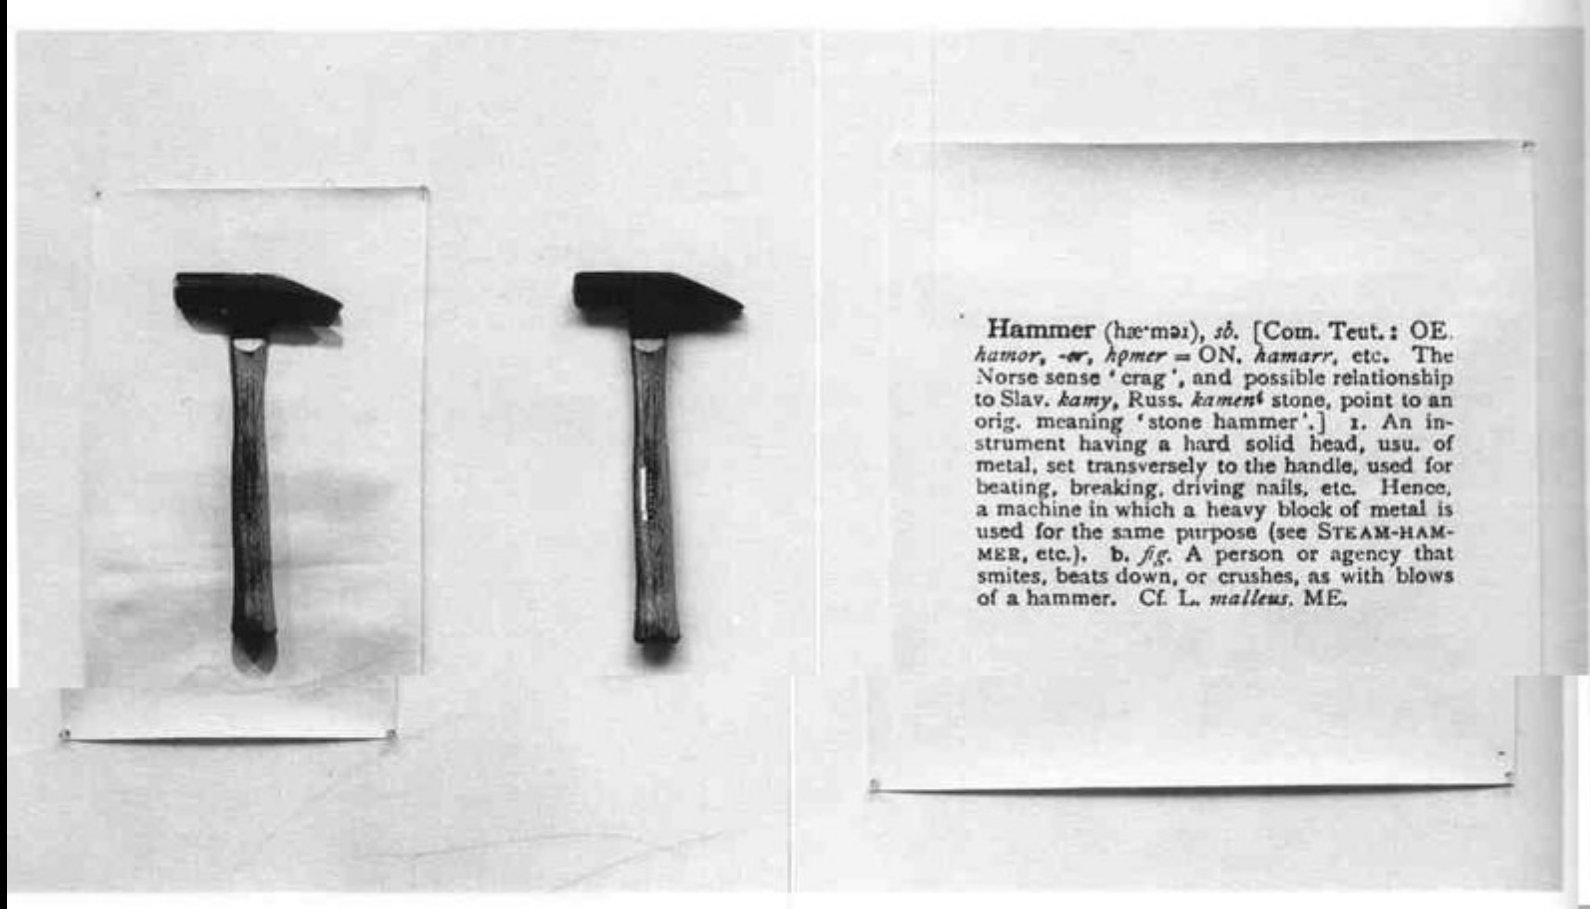 Hammer (hæ·məɹ), sb. [Com. Teut.: OE.
hamor, -er, hǫmer = ON. hamarr, etc. The
Norse sense ‘crag’, and possible relationship
to Slav. kamy, Russ. kamenĭ stone, point to an
orig. meaning ‘stone hammer’.] 1. An in-
strument having a hard solid head, usu. of
metal, set transversely to the handle, used for
beating, breaking, driving nails, etc. Hence,
a machine in which a heavy block of metal is
used for the same purpose (see STEAM-HAM-
MER, etc.). b. fig. A person or agency that
smites, beats down, or crushes, as with blows
of a hammer. Cf. L. malleus. ME.